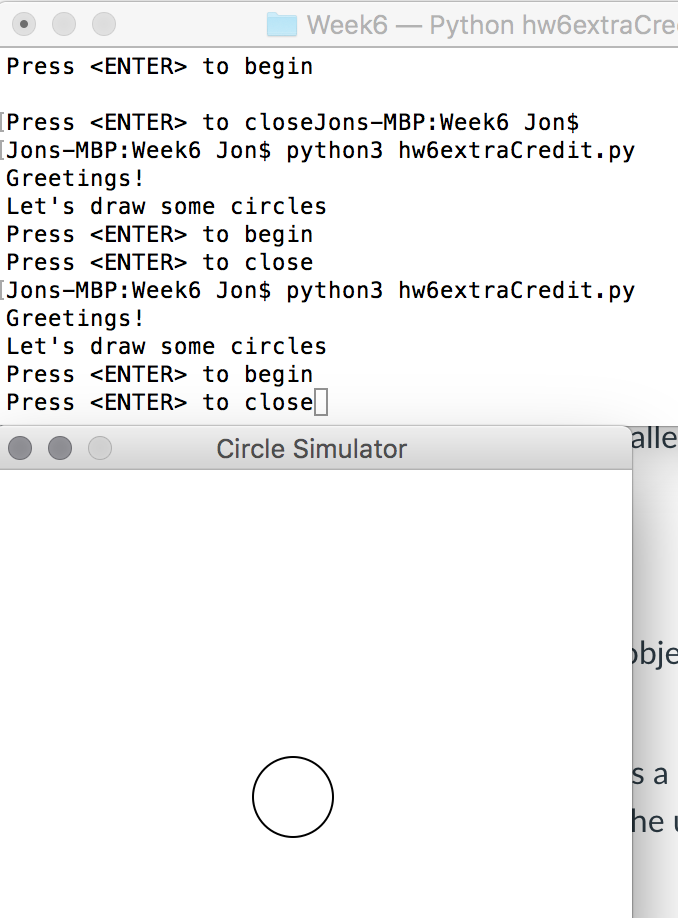 Week6 — Python hw6extraCre
Press <ENTER> to begin
Press <ENTER> to closeJons-MBP:Week6 Jon$
Jons-MBP:Week6 Jon$ python3 hw6extraCredit.py
Greetings!
Let's draw some circles
Press <ENTER> to begin
Press <ENTER> to close
Jons-MBP:Week6 Jon$ python3 hw6extraCredit.py
Greetings!
Let's draw some circles
Press <ENTER> to begin
Press <ENTER> to close
alle
Circle Simulator
obje
s a
he u